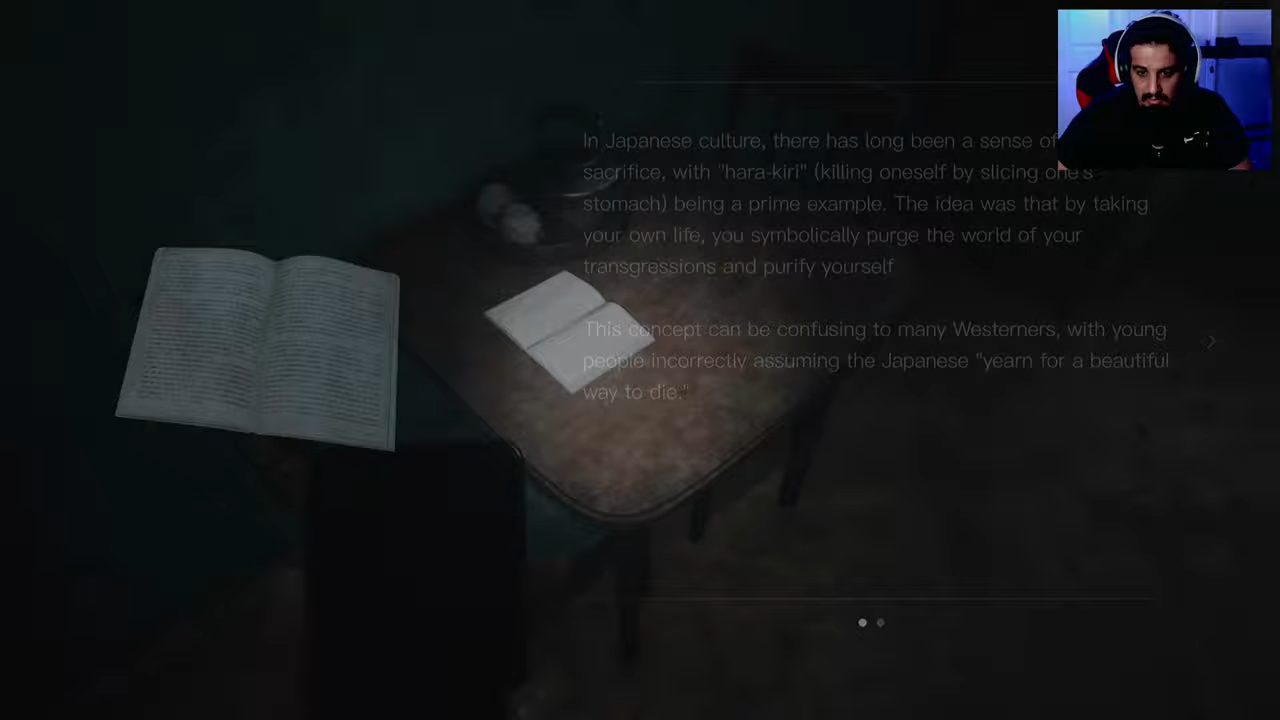 In Japanese culture, there has long been a sense of
sacrifice, with "hara-kiri" (killing oneself by slicing one's
stomach) being a prime example. The idea was that by taking
your own life, you symbolically purge the world of your
transgressions and purify yourself
This concept can be confusing to many Westerners, with young
people incorrectly assuming the Japanese "yearn for a beautiful
way to die."